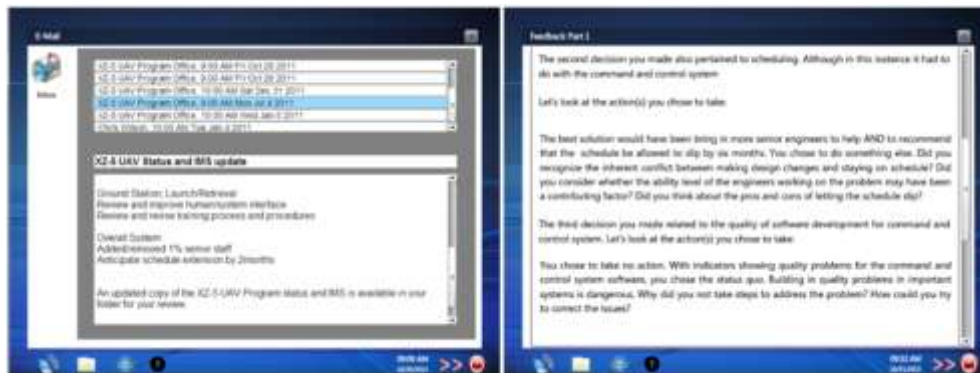 E-Mail
Inbox
XZ-5 UAV Program Office, 9:00 AM Fri Oct 28 2011
XZ-5 UAV Program Office, 9:00 AM Fri Oct 28 2011
XZ-5 UAV Program Office, 10:00 AM Sat Dec 31 2011
XZ-5 UAV Program Office, 9:00 AM Mon Jul 4 2011
XZ-5 UAV Program Office, 10:00 AM Wed Jan 2011
Chris Wilson, 10:00 AM Tue Jan 2011
XZ-5 UAV Status and IMS update
Ground Station: Launch/Retrieval
Review and improve human/system interface
Review and revise training process and procedures
Overall System
Added/removed 1% senior staff
Anticipate schedule extension by 2months
An updated copy of the XZ-5-UAV Program status and IMS is available in your
folder for your review.
09:00 AM
>>
Feedback Part 1
The second decision you made also pertained to scheduling. Although in this instance it had to
do with the command and control system
Let's look at the action(s) you chose to take:
The best solution would have been bring in more senior engineers to help AND to recommend
that the schedule be allowed to slip by six months. You chose to do something else. Did you
recognize the inherent conflict between making design changes and staying on schedule? Did
you consider whether the ability level of the engineers working on the problem may have been
a contributing factor? Did you think about the pros and cons of letting the schedule slip?
The third decision you made related to the quality of software development for command and
control system. Let's look at the action(s) you chose to take:
You chose to take no action. With indicators showing quality problems for the command and
control system software, you chose the status quo. Building in quality problems in important
systems is dangerous. Why did you not take steps to address the problem? How could you try
to correct the issues?
09:32 AM
>>